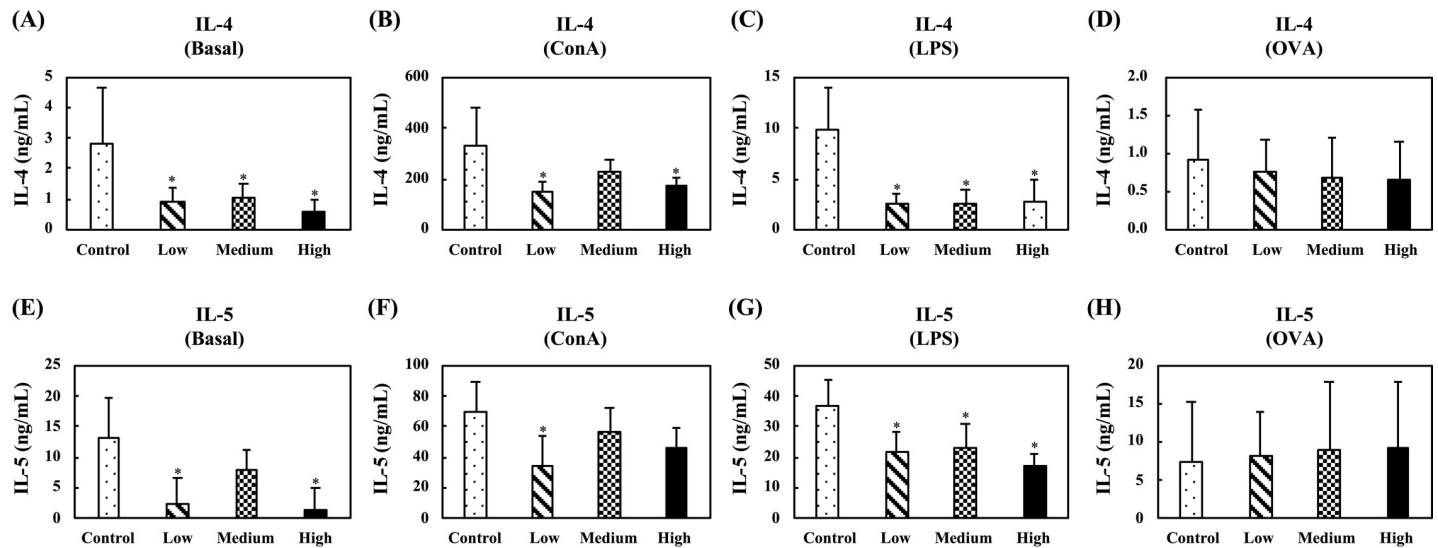 (A)
IL-4
(Basal)
IL-4 (ng/mL)
5
4
3
2
1
0
*
*
*
Control Low Medium High
(B)
IL-4
(ConA)
IL-4 (ng/mL)
600
400
200
0
*
*
Control Low Medium High
(C)
IL-4
(LPS)
IL-4 (ng/mL)
15
10
5
0
*
*
*
Control Low Medium High
(D)
IL-4
(OVA)
IL-4 (ng/mL)
2.0
1.5
1.0
0.5
0.0
Control Low Medium High
(E)
IL-5
(Basal)
IL-5 (ng/mL)
25
20
15
10
5
0
*
*
Control Low Medium High
(F)
IL-5
(ConA)
IL-5 (ng/mL)
100
80
60
40
20
0
*
Control Low Medium High
(G)
IL-5
(LPS)
IL-5 (ng/mL)
50
40
30
20
10
0
*
*
*
Control Low Medium High
(H)
IL-5
(OVA)
IL-5 (ng/mL)
20
15
10
5
0
Control Low Medium High